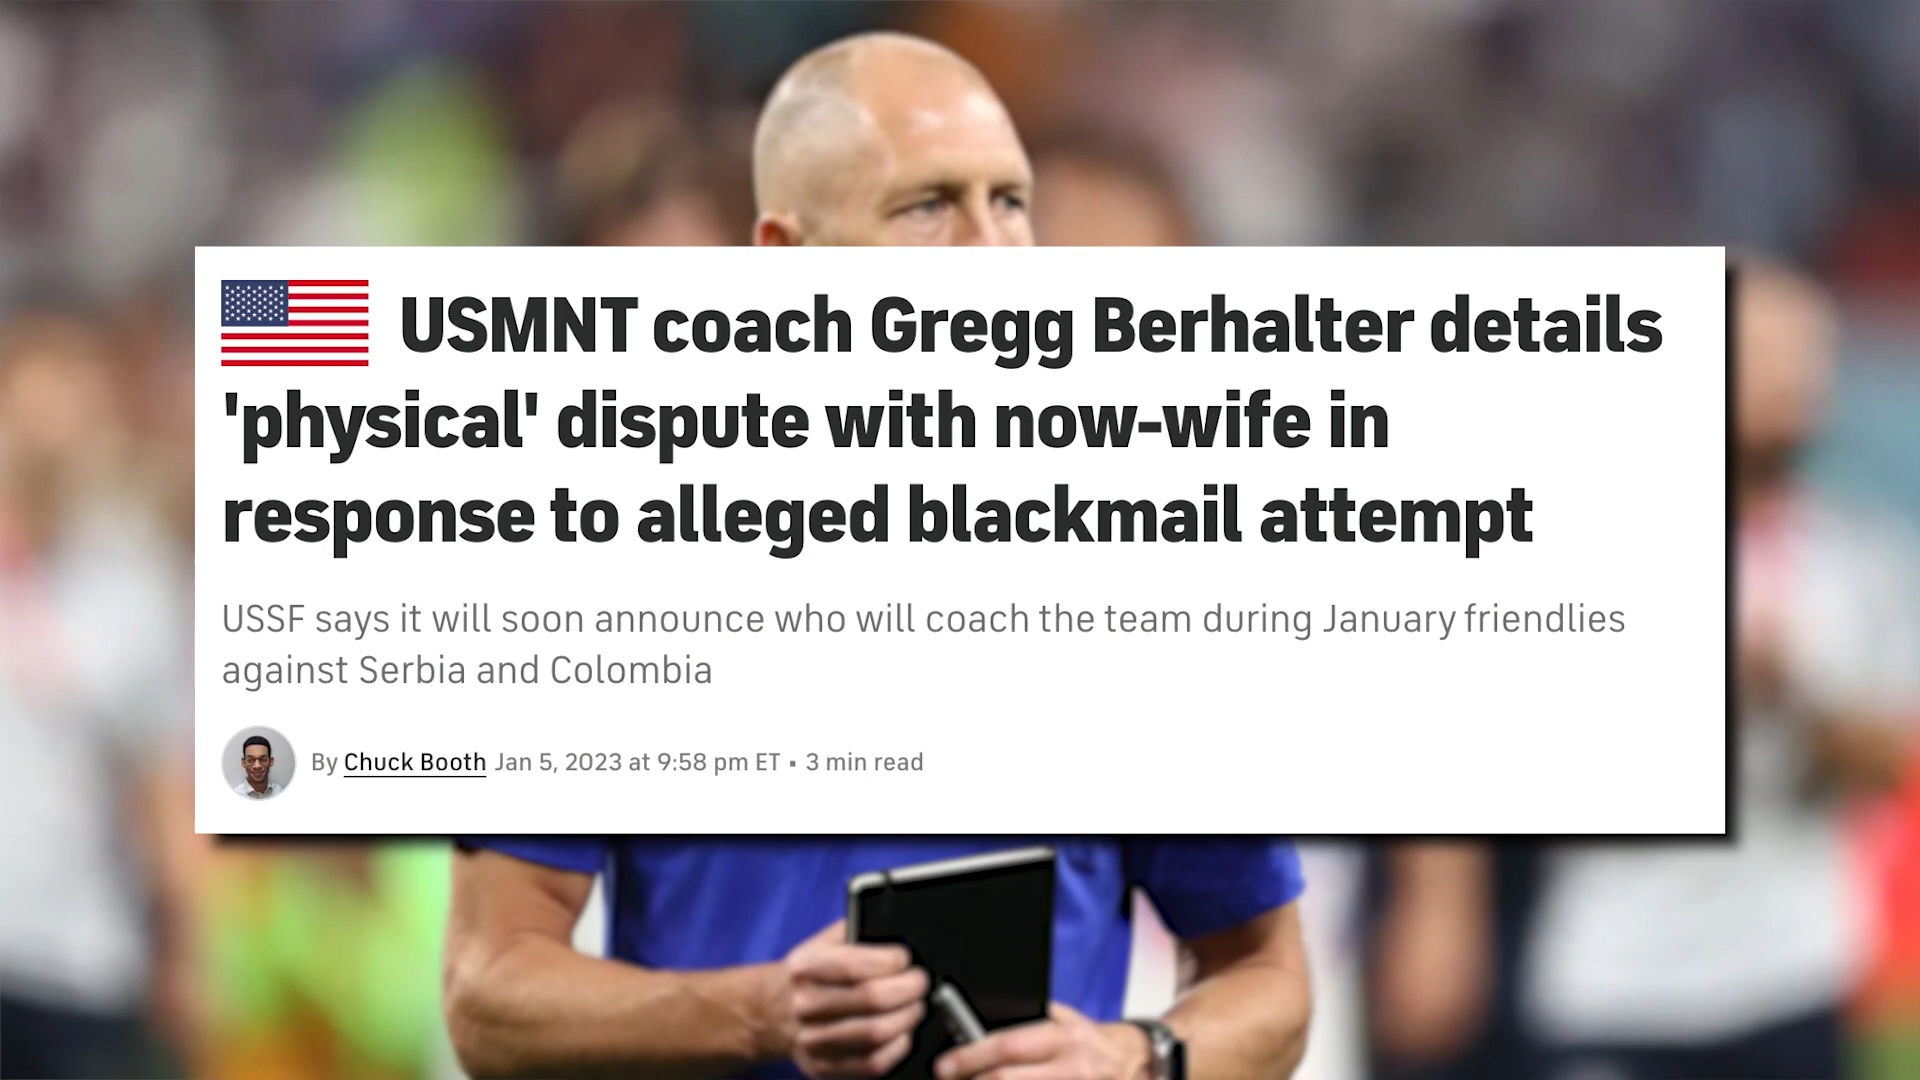 USMNT coach Gregg Berhalter details
'physical' dispute with now-wife in
response to alleged blackmail attempt
USSF says it will soon announce who will coach the team during January friendlies
against Serbia and Colombia
By Chuck Booth Jan 5, 2023 at 9:58 pm ET • 3 min read